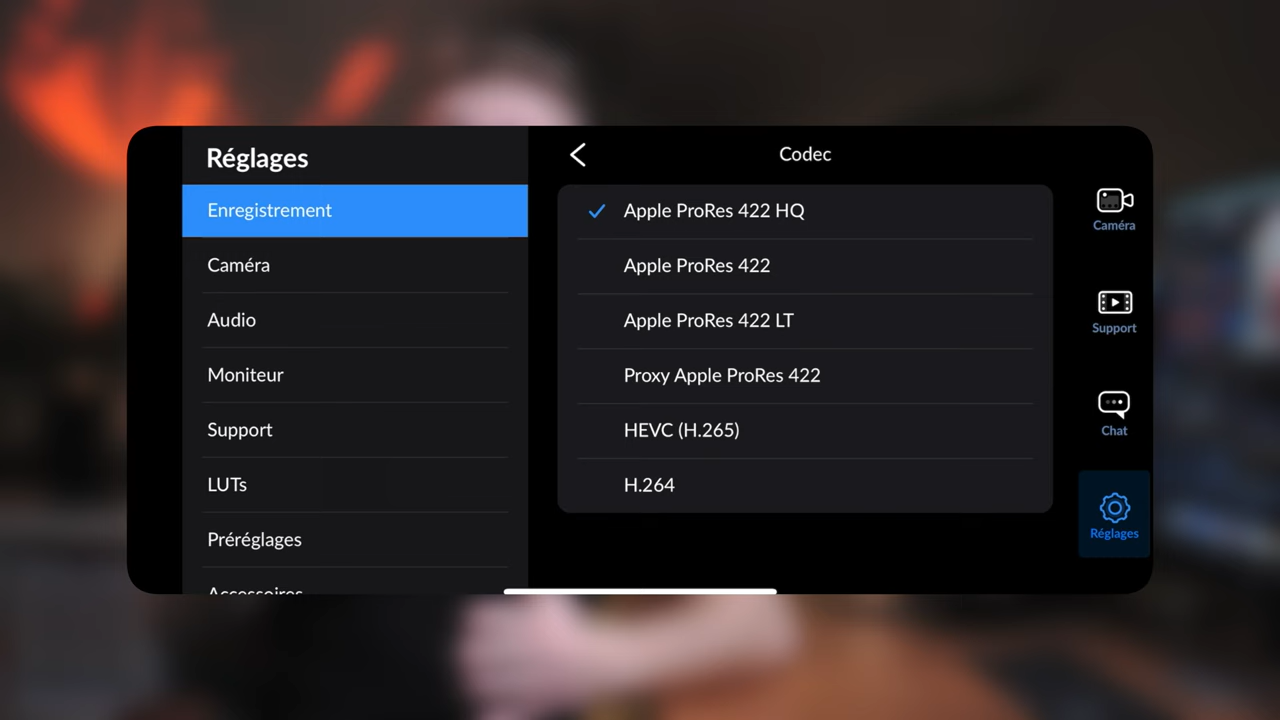 Réglages
Enregistrement
Caméra
Audio
Moniteur
Support
LUTs
Préréglages
Accessoires
Codec
Apple ProRes 422 HQ
Apple ProRes 422
Apple ProRes 422 LT
Proxy Apple ProRes 422
HEVC (H.265)
H.264
Caméra
Support
Chat
Réglages